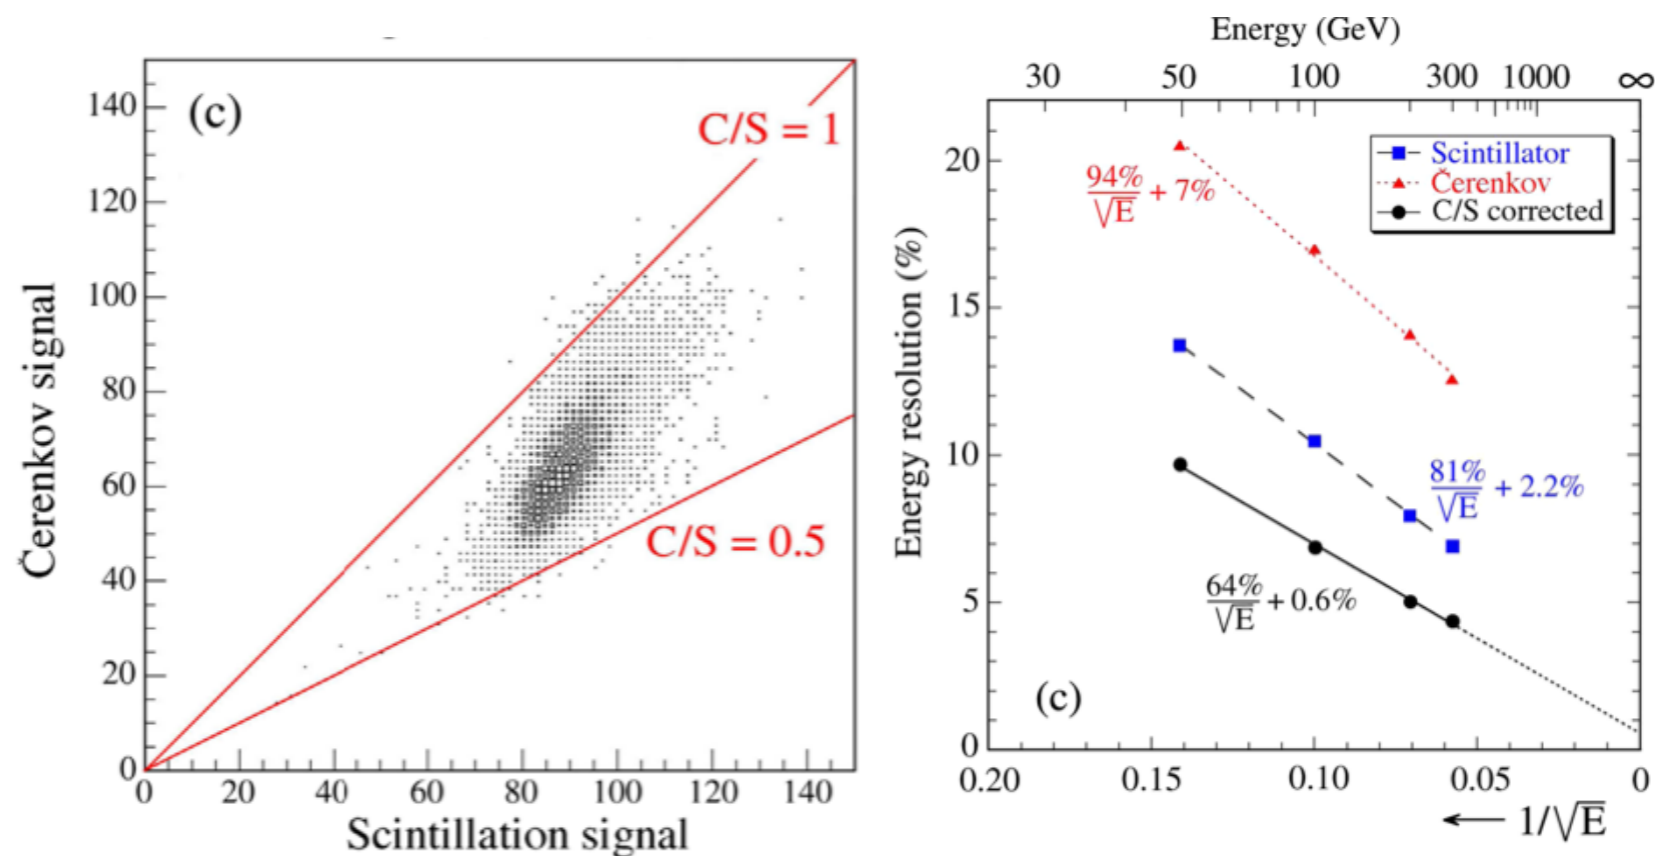 (c)
C/S = 1
C/S = 0.5
140
120
100
80
60
40
20
0
0 20 40 60 80 100 120 140
Čerenkov signal
Scintillation signal
Energy (GeV)
30 50 100 300 1000 ∞
Scintillator
Čerenkov
C/S corrected
94%/√E + 7%
81%/√E + 2.2%
64%/√E + 0.6%
(c)
20
15
10
5
0
0.20 0.15 0.10 0.05 0
Energy resolution (%)
← 1/√E